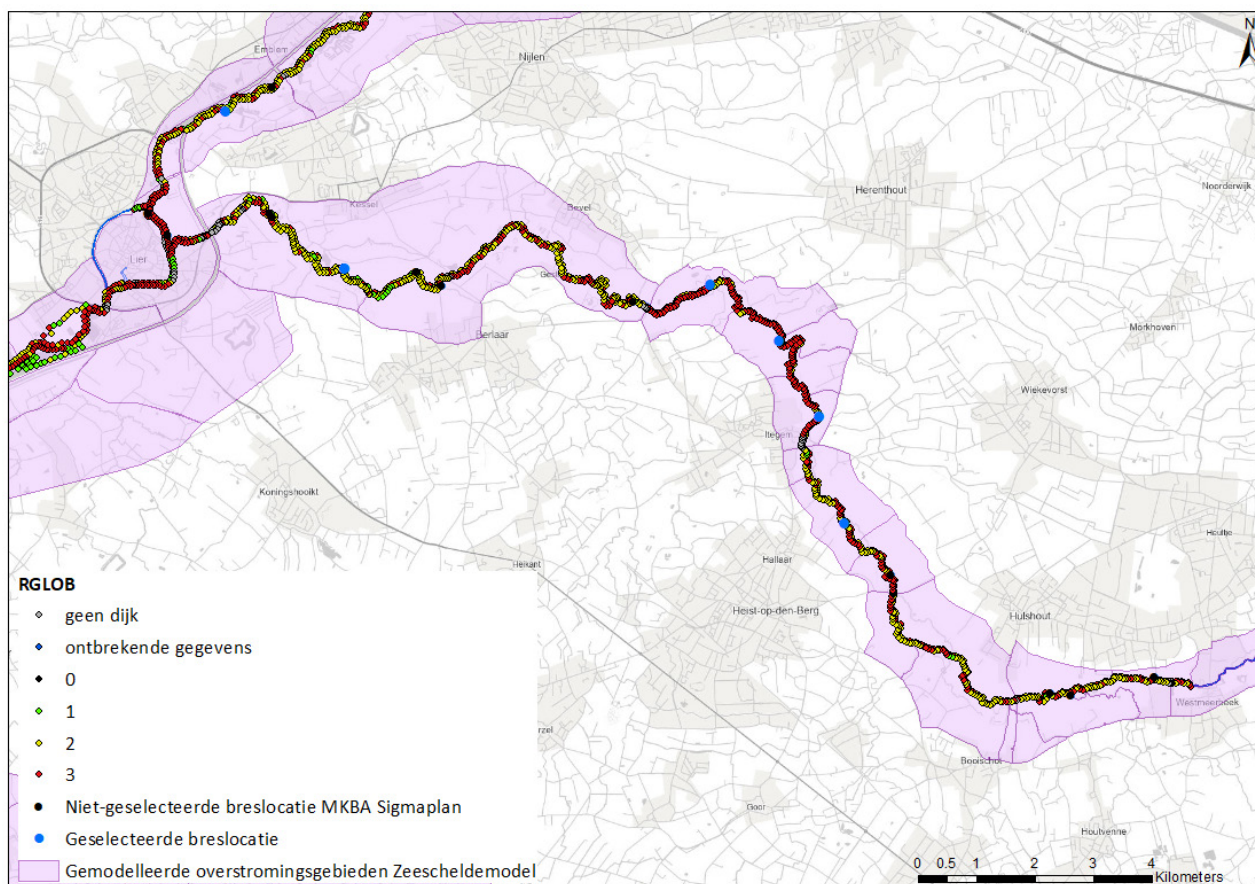 N
Emblem
Nijlen
Kessel
Bevel
Herenthout
Noorderwijk
Lier
Berlaar
Morkhoven
Wiekevorst
Itegem
Koningshooikt
Heikant
Hallaar
Heist-op-den-Berg
Hulshout
Houtvenne
Westmeerbeek
Booischot
Goor
RGLOB
geen dijk
ontbrekende gegevens
0
1
2
3
Niet-geselecteerde breslocatie MKBA Sigmaplan
Geselecteerde breslocatie
Gemodelleerde overstromingsgebieden Zeescheldemodel
0 0.5 1 2 3 4
Kilometers